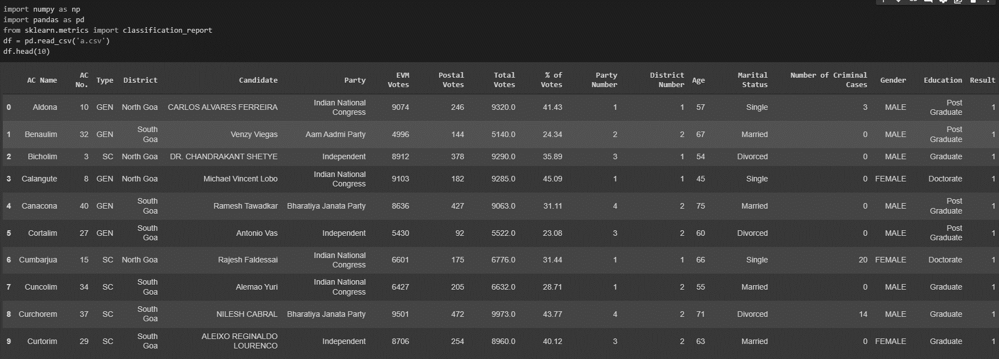 import numpy as np
import pandas as pd
from sklearn.metrics import classification_report
df = pd.read_csv('a.csv')
df.head(10)
AC Name AC No. Type District Candidate Party EVM Votes Postal Votes Total Votes % of Votes Party Number District Number Age Marital Status Number of Criminal Cases Gender Education Result
0 Aldona 10 GEN North Goa CARLOS ALVARES FERREIRA Indian National Congress 9074 246 9320.0 41.43 1 1 57 Single 3 MALE Post Graduate 1
1 Benaulim 32 GEN South Goa Venzy Viegas Aam Aadmi Party 4996 144 5140.0 24.34 2 2 67 Married 0 MALE Post Graduate 1
2 Bicholim 3 SC North Goa DR. CHANDRAKANT SHETYE Independent 8912 378 9290.0 35.89 3 1 54 Divorced 0 MALE Graduate 1
3 Calangute 8 GEN North Goa Michael Vincent Lobo Indian National Congress 9103 182 9285.0 45.09 1 1 45 Single 0 FEMALE Doctorate 1
4 Canacona 40 GEN South Goa Ramesh Tawadkar Bharatiya Janata Party 8636 427 9063.0 31.11 4 2 75 Married 0 MALE Post Graduate 1
5 Cortalim 27 GEN South Goa Antonio Vas Independent 5430 92 5522.0 23.08 3 2 60 Divorced 0 MALE Post Graduate 1
6 Cumbarjua 15 SC North Goa Rajesh Faldessai Indian National Congress 6601 175 6776.0 31.44 1 1 66 Single 20 FEMALE Doctorate 1
7 Cuncolim 34 SC South Goa Alemao Yuri Indian National Congress 6427 205 6632.0 28.71 1 2 55 Married 0 MALE Graduate 1
8 Curchorem 37 SC South Goa NILESH CABRAL Bharatiya Janata Party 9501 472 9973.0 43.77 4 2 71 Divorced 14 MALE Graduate 1
9 Curtorim 29 SC South Goa ALEIXO REGINALDO LOURENCO Independent 8706 254 8960.0 40.12 3 2 63 Married 0 FEMALE Graduate 1